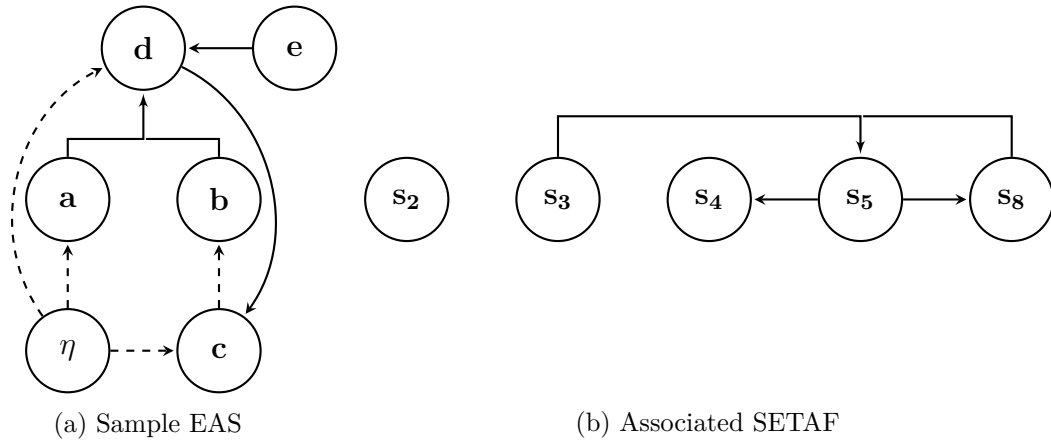 d e
a b s₂ s₃ s₄ s₅ s₈
η c
(a) Sample EAS (b) Associated SETAF